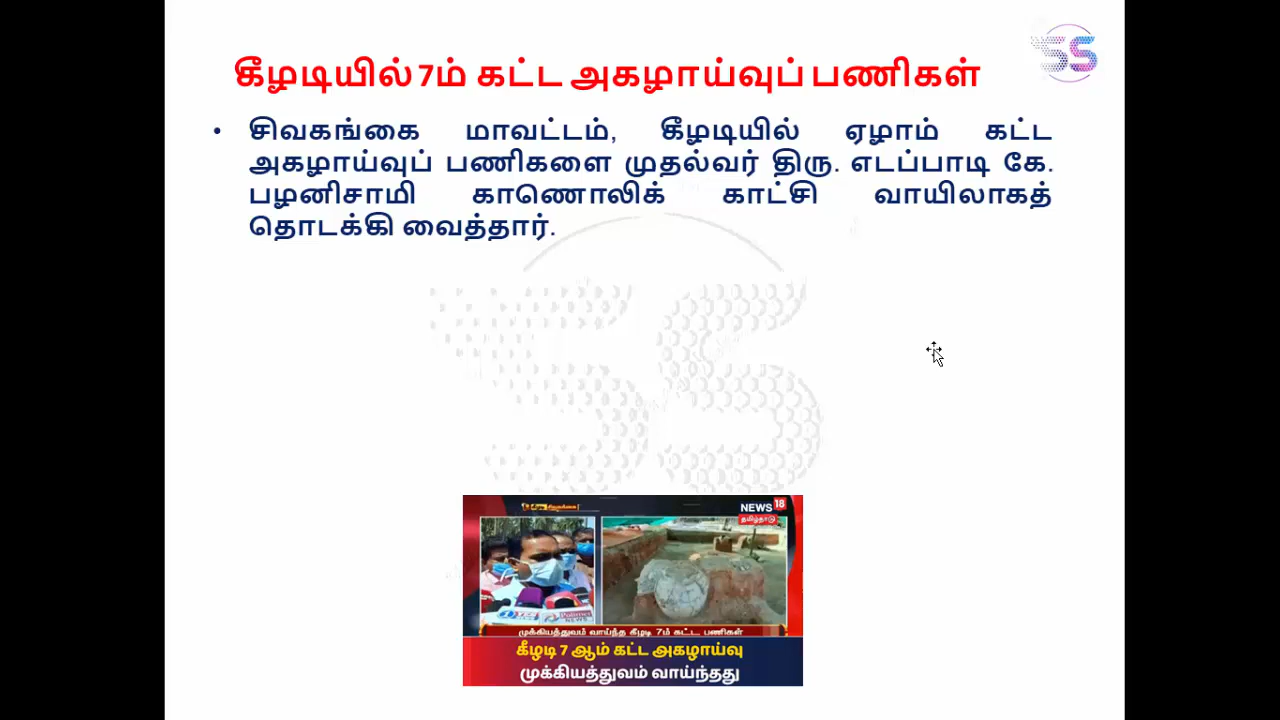 கீழடியில் 7ம் கட்ட அகழாய்வுப் பணிகள்
SS
• சிவகங்கை மாவட்டம், கீழடியில் ஏழாம் கட்ட
அகழாய்வுப் பணிகளை முதல்வர் திரு. எடப்பாடி கே.
பழனிசாமி காணொலிக் காட்சி வாயிலாகத்
தொடக்கி வைத்தார்.
SS
NEWS 18
தமிழ்நாடு
முக்கியத்துவம் வாய்ந்த கீழடி 7ம் கட்ட பணிகள்
கீழடி 7 ஆம் கட்ட அகழாய்வு
முக்கியத்துவம் வாய்ந்தது